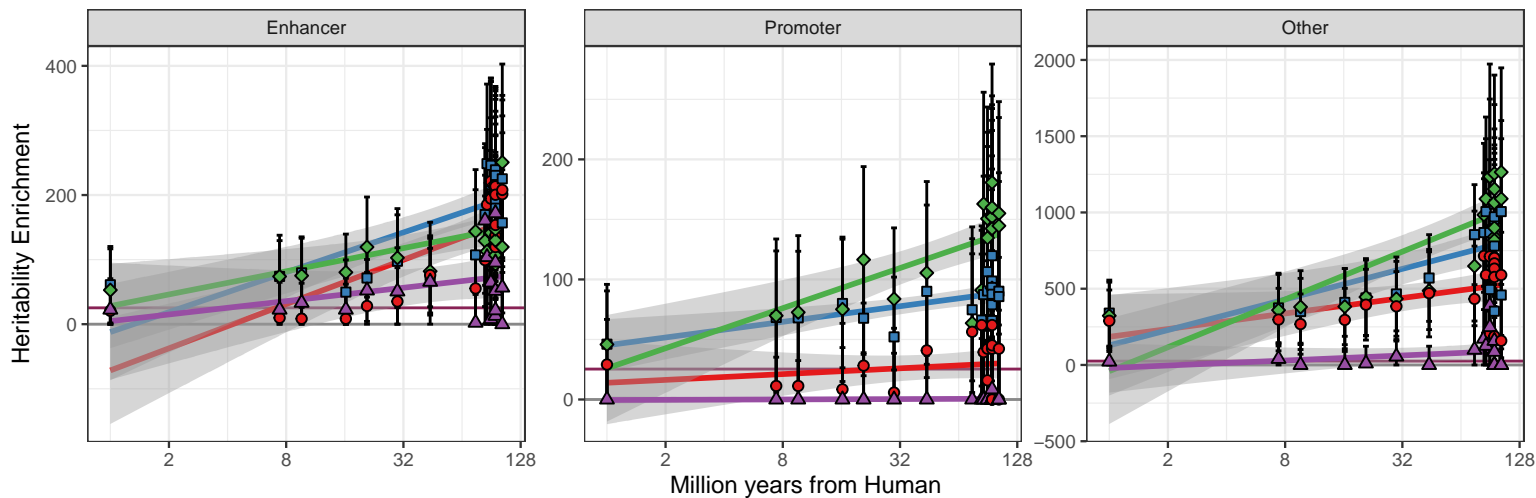 Enhancer
Promoter
Other
Heritability Enrichment
400
200
0
200
100
0
2000
1500
1000
500
0
−500
2 8 32 128
2 8 32 128
2 8 32 128
Million years from Human